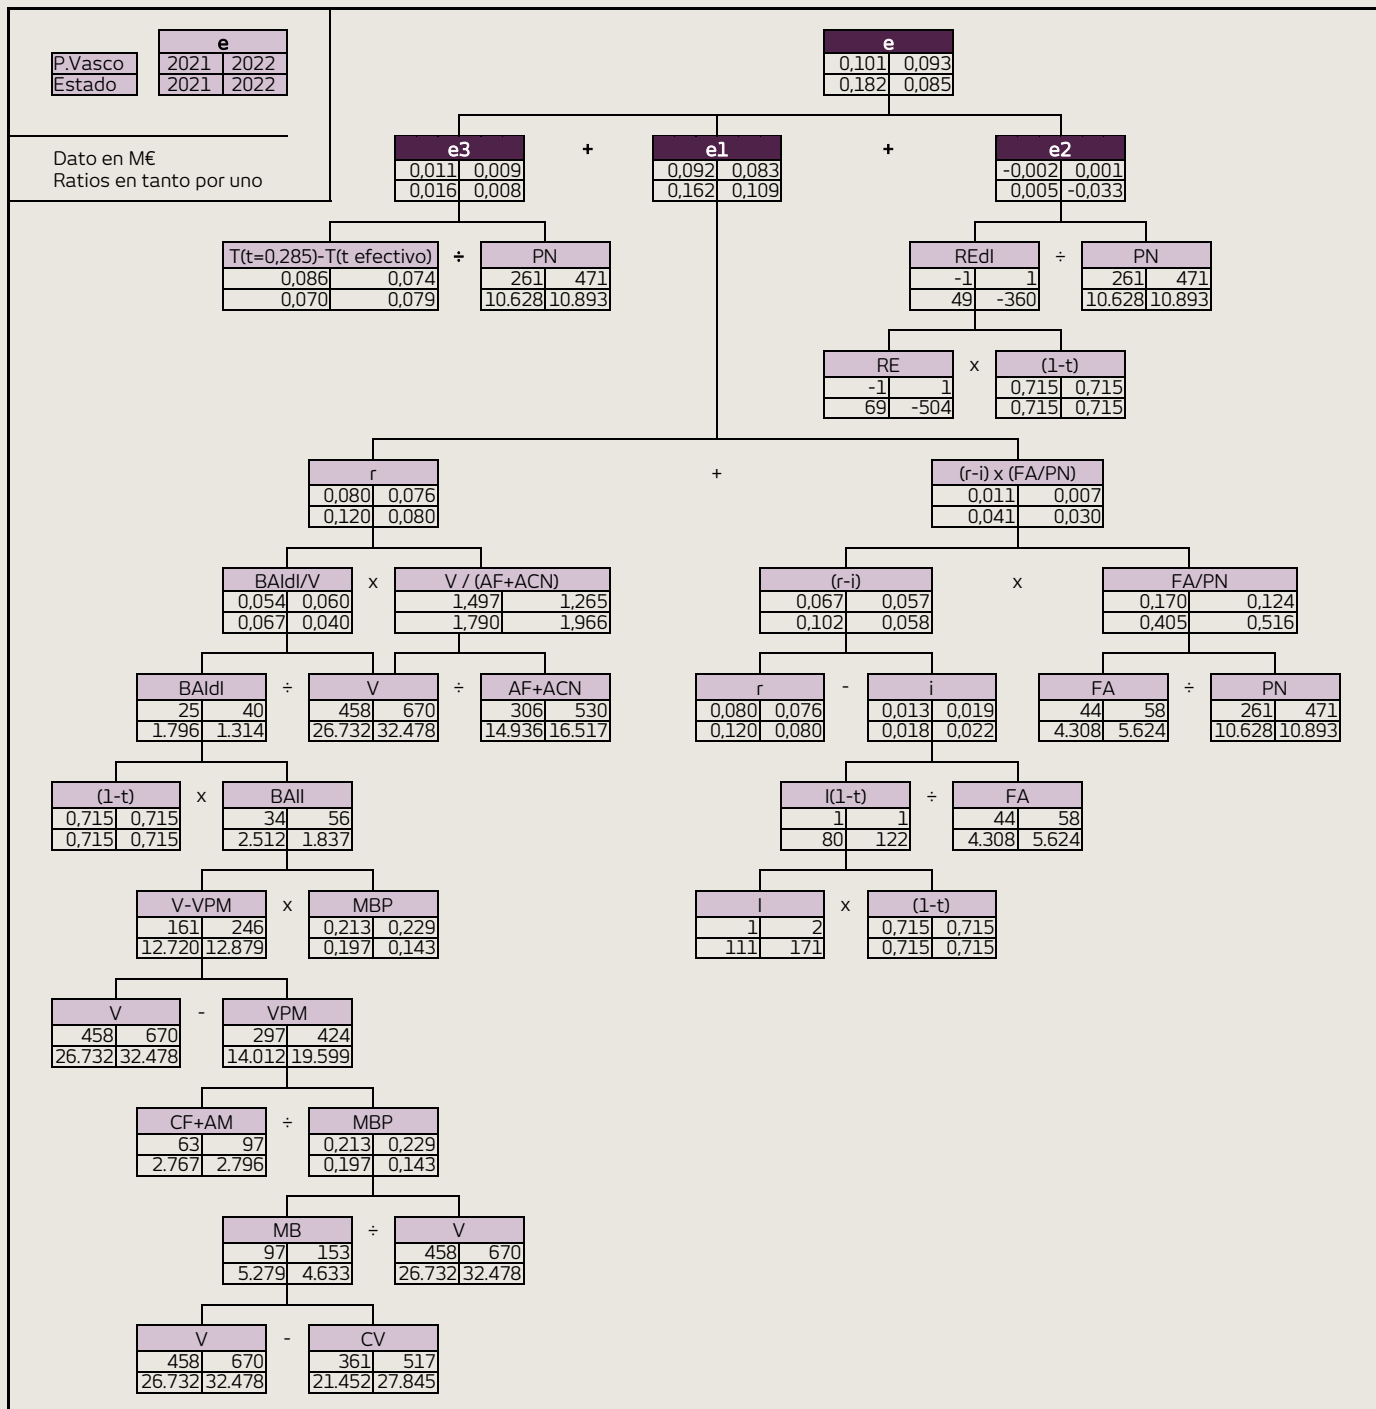 e
P.Vasco 2021 2022
Estado 2021 2022
Dato en M€
Ratios en tanto por uno
e
0,101 0,093
0,182 0,085
e3 + e1 + e2
0,011 0,009 0,092 0,083 -0,002 0,001
0,016 0,008 0,162 0,109 0,005 -0,033
T(t=0,285)-T(t efectivo) ÷ PN REdI ÷ PN
0,086 0,074 261 471 -1 1 261 471
0,070 0,079 10.628 10.893 49 -360 10.628 10.893
RE x (1-t)
-1 1 0,715 0,715
69 -504 0,715 0,715
r + (r-i) x (FA/PN)
0,080 0,076 0,011 0,007
0,120 0,080 0,041 0,030
BAIdI/V x V / (AF+ACN) (r-i) x FA/PN
0,054 0,060 1,497 1,265 0,067 0,057 0,170 0,124
0,067 0,040 1,790 1,966 0,102 0,058 0,405 0,516
BAIdI ÷ V ÷ AF+ACN r - i FA ÷ PN
25 40 458 670 306 530 0,080 0,076 0,013 0,019 44 58 261 471
1.796 1.314 26.732 32.478 14.936 16.517 0,120 0,080 0,018 0,022 4.308 5.624 10.628 10.893
(1-t) x BAII I(1-t) ÷ FA
0,715 0,715 34 56 1 1 44 58
0,715 0,715 2.512 1.837 80 122 4.308 5.624
V-VPM x MBP I x (1-t)
161 246 0,213 0,229 1 2 0,715 0,715
12.720 12.879 0,197 0,143 111 171 0,715 0,715
V - VPM
458 670 297 424
26.732 32.478 14.012 19.599
CF+AM ÷ MBP
63 97 0,213 0,229
2.767 2.796 0,197 0,143
MB ÷ V
97 153 458 670
5.279 4.633 26.732 32.478
V - CV
458 670 361 517
26.732 32.478 21.452 27.845